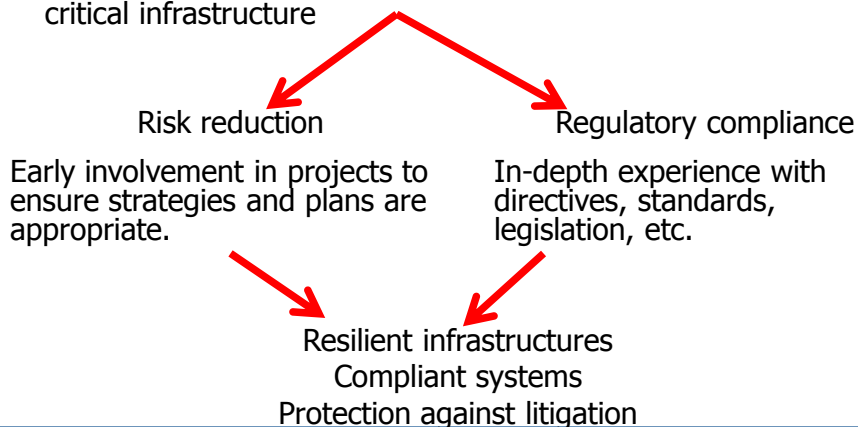 critical infrastructure
Risk reduction
Regulatory compliance
Early involvement in projects to
ensure strategies and plans are
appropriate.
In-depth experience with
directives, standards,
legislation, etc.
Resilient infrastructures
Compliant systems
Protection against litigation